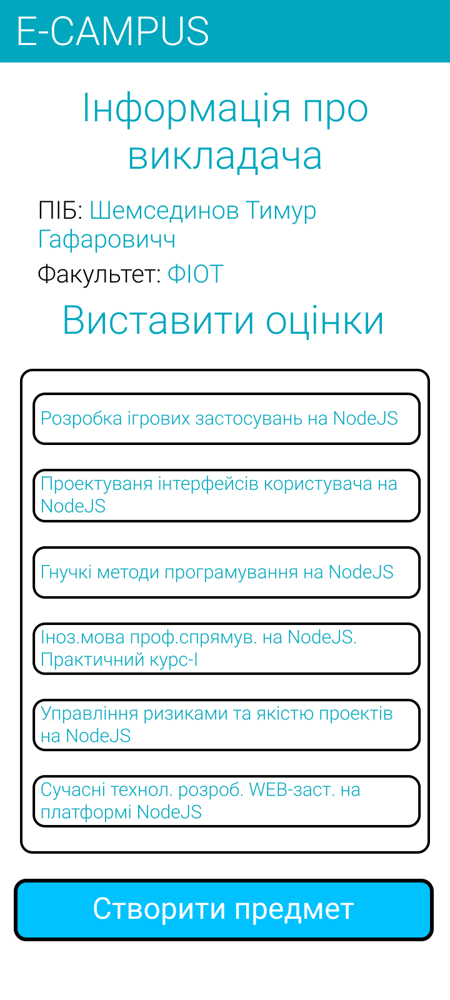 E-CAMPUS
Інформація про
викладача
ПІБ: Шемсединов Тимур
Гафаровичч
Факультет: ФІОТ
Виставити оцінки
Розробка ігрових застосувань на NodeJS
Проектуваня інтерфейсів користувача на
NodeJS
Гнучкі методи програмування на NodeJS
Іноз.мова проф.спрямув. на NodeJS.
Практичний курс-I
Управління ризиками та якістю проектів
на NodeJS
Сучасні технол. розроб. WEB-заст. на
платформі NodeJS
Створити предмет